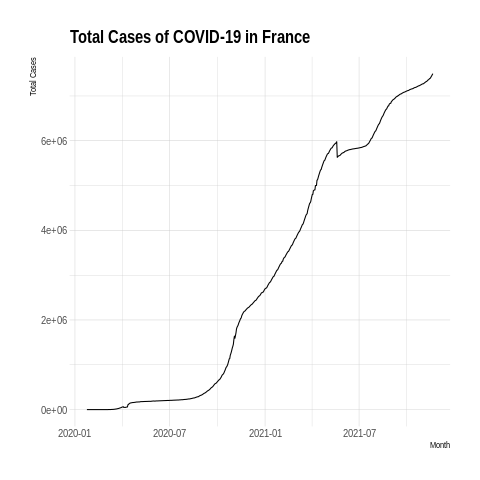 Total Cases of COVID-19 in France
Total Cases
6e+06
4e+06
2e+06
0e+00
2020-01 2020-07 2021-01 2021-07
Month